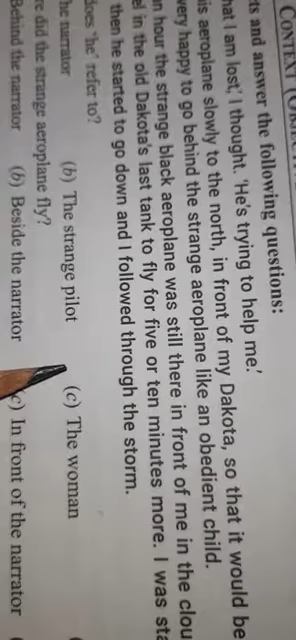 CONTEXT
ts and answer the following questions:
hat I am lost,' I thought. 'He's trying to help me.'
is aeroplane slowly to the north, in front of my Dakota, so that it would be
very happy to go behind the strange aeroplane like an obedient child.
n hour the strange black aeroplane was still there in front of me in the clou
el in the old Dakota's last tank to fly for five or ten minutes more. I was sta
then he started to go down and I followed through the storm.
does 'he' refer to?
he narrator (b) The strange pilot (c) The woman
re did the strange aeroplane fly?
Behind the narrator (b) Beside the narrator c) In front of the narrator